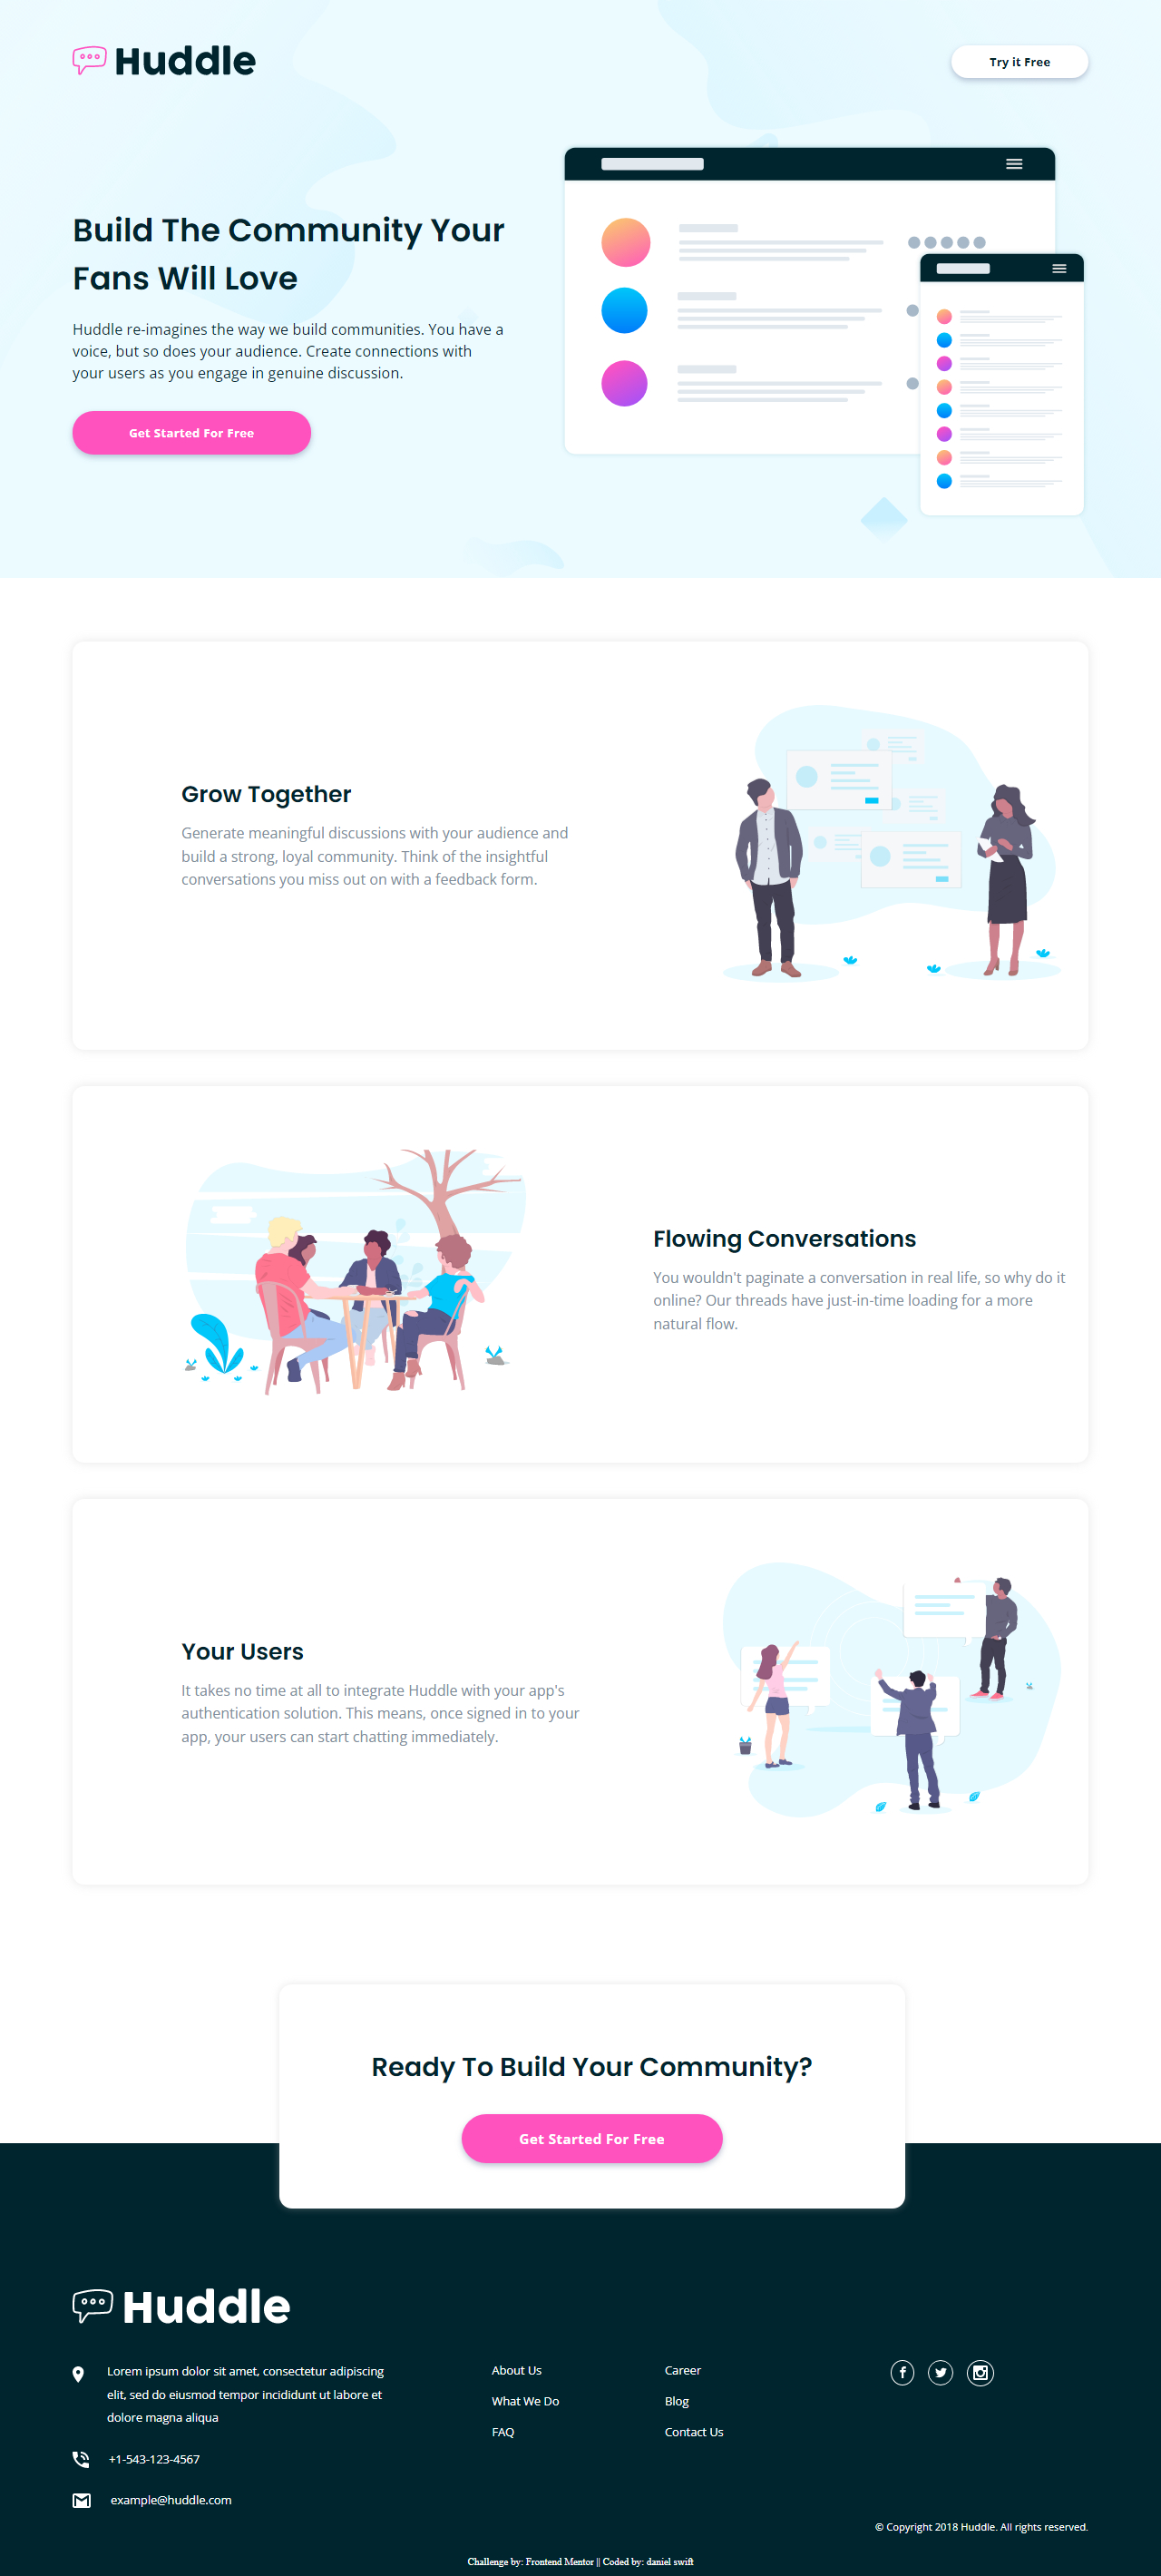 Huddle
Try it Free
Build The Community Your
Fans Will Love
Huddle re-imagines the way we build communities. You have a
voice, but so does your audience. Create connections with
your users as you engage in genuine discussion.
Get Started For Free
Grow Together
Generate meaningful discussions with your audience and
build a strong, loyal community. Think of the insightful
conversations you miss out on with a feedback form.
Flowing Conversations
You wouldn't paginate a conversation in real life, so why do it
online? Our threads have just-in-time loading for a more
natural flow.
Your Users
It takes no time at all to integrate Huddle with your app's
authentication solution. This means, once signed in to your
app, your users can start chatting immediately.
Ready To Build Your Community?
Get Started For Free
Huddle
Lorem ipsum dolor sit amet, consectetur adipiscing
elit, sed do eiusmod tempor incididunt ut labore et
dolore magna aliqua
+1-543-123-4567
example@huddle.com
About Us
What We Do
FAQ
Career
Blog
Contact Us
© Copyright 2018 Huddle. All rights reserved.
Challenge by: Frontend Mentor || Coded by: daniel swift